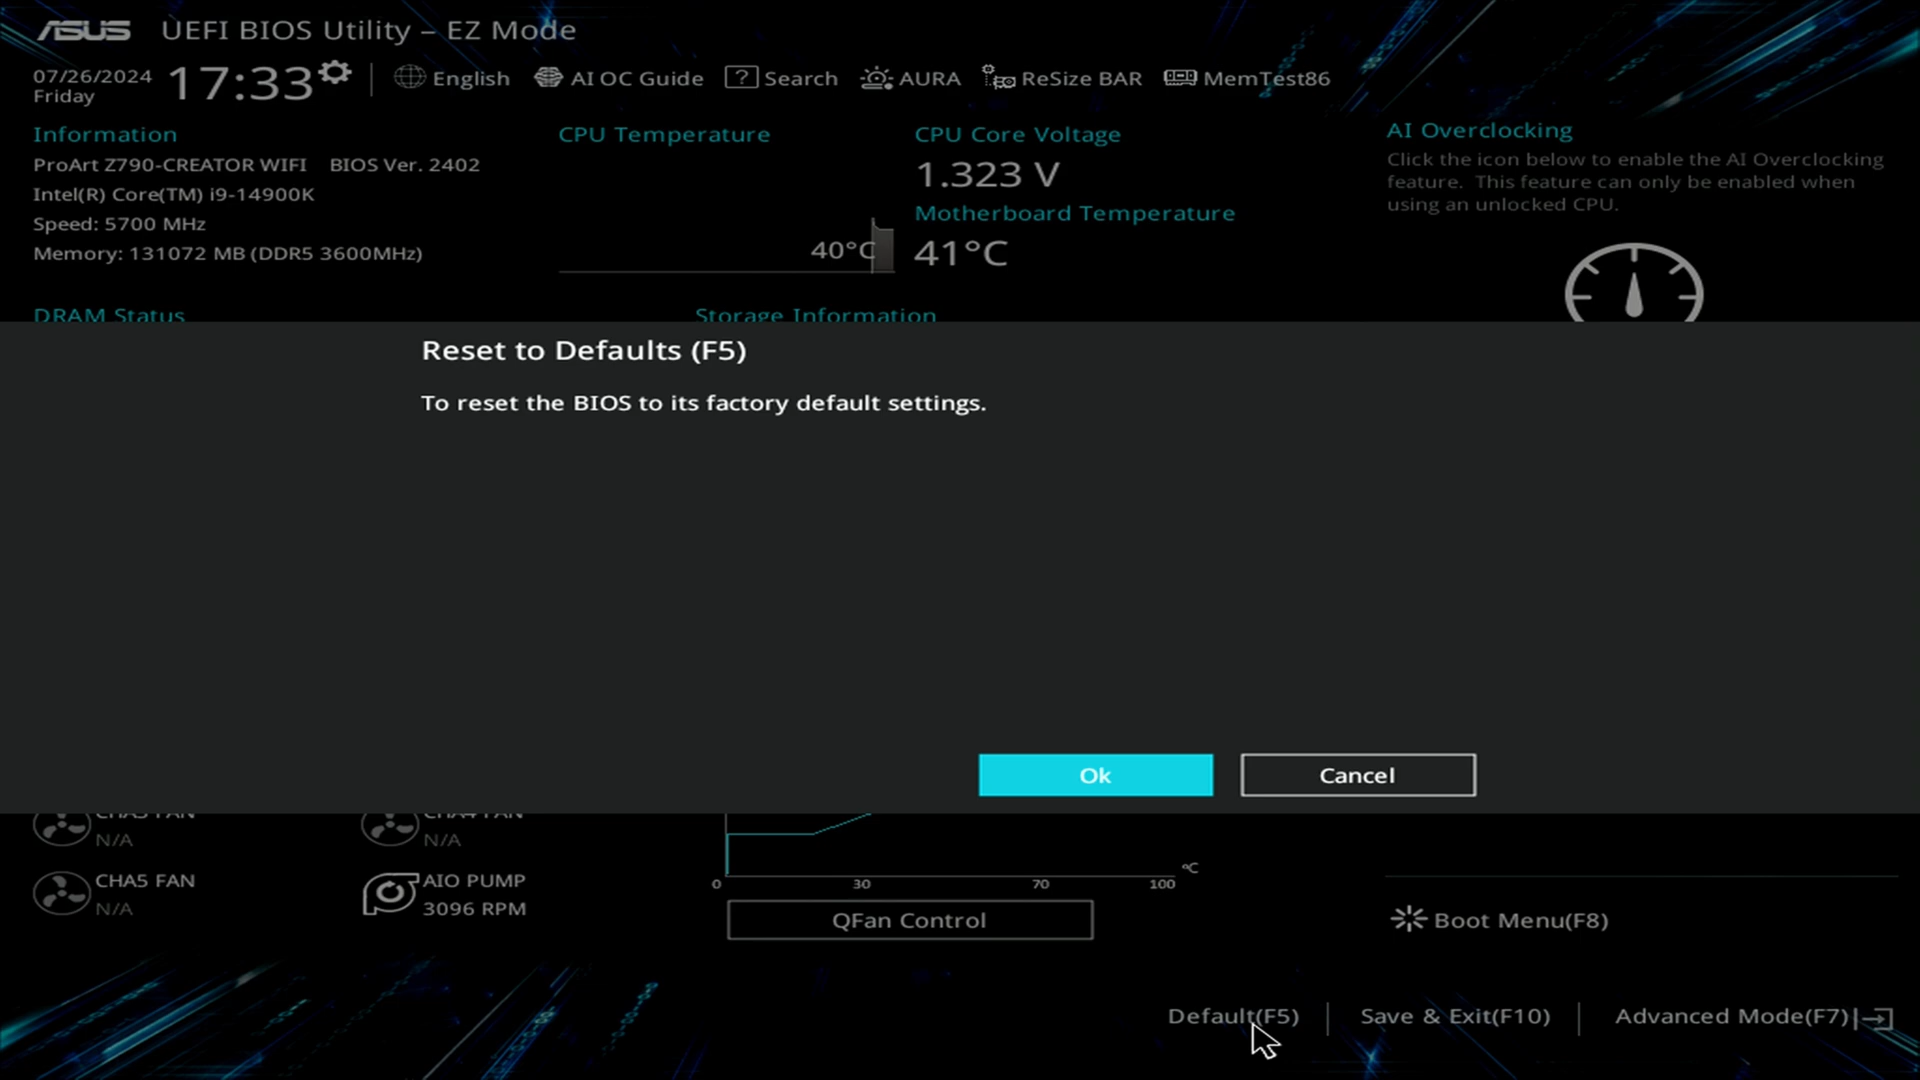 ASUS UEFI BIOS Utility – EZ Mode
07/26/2024
Friday
17:33
English
AI OC Guide
? Search
AURA
ReSize BAR
MemTest86
Information
ProArt Z790-CREATOR WIFI BIOS Ver. 2402
Intel(R) Core(TM) i9-14900K
Speed: 5700 MHz
Memory: 131072 MB (DDR5 3600MHz)
CPU Temperature
40°C
CPU Core Voltage
1.323 V
Motherboard Temperature
41°C
AI Overclocking
Click the icon below to enable the AI Overclocking
feature. This feature can only be enabled when
using an unlocked CPU.
DRAM Status
Storage Information
Reset to Defaults (F5)
To reset the BIOS to its factory default settings.
Ok
Cancel
CHA3 FAN
N/A
CHA4 FAN
N/A
CHA5 FAN
N/A
AIO PUMP
3096 RPM
°C
0 30 70 100
QFan Control
Boot Menu(F8)
Default(F5)
Save & Exit(F10)
Advanced Mode(F7)